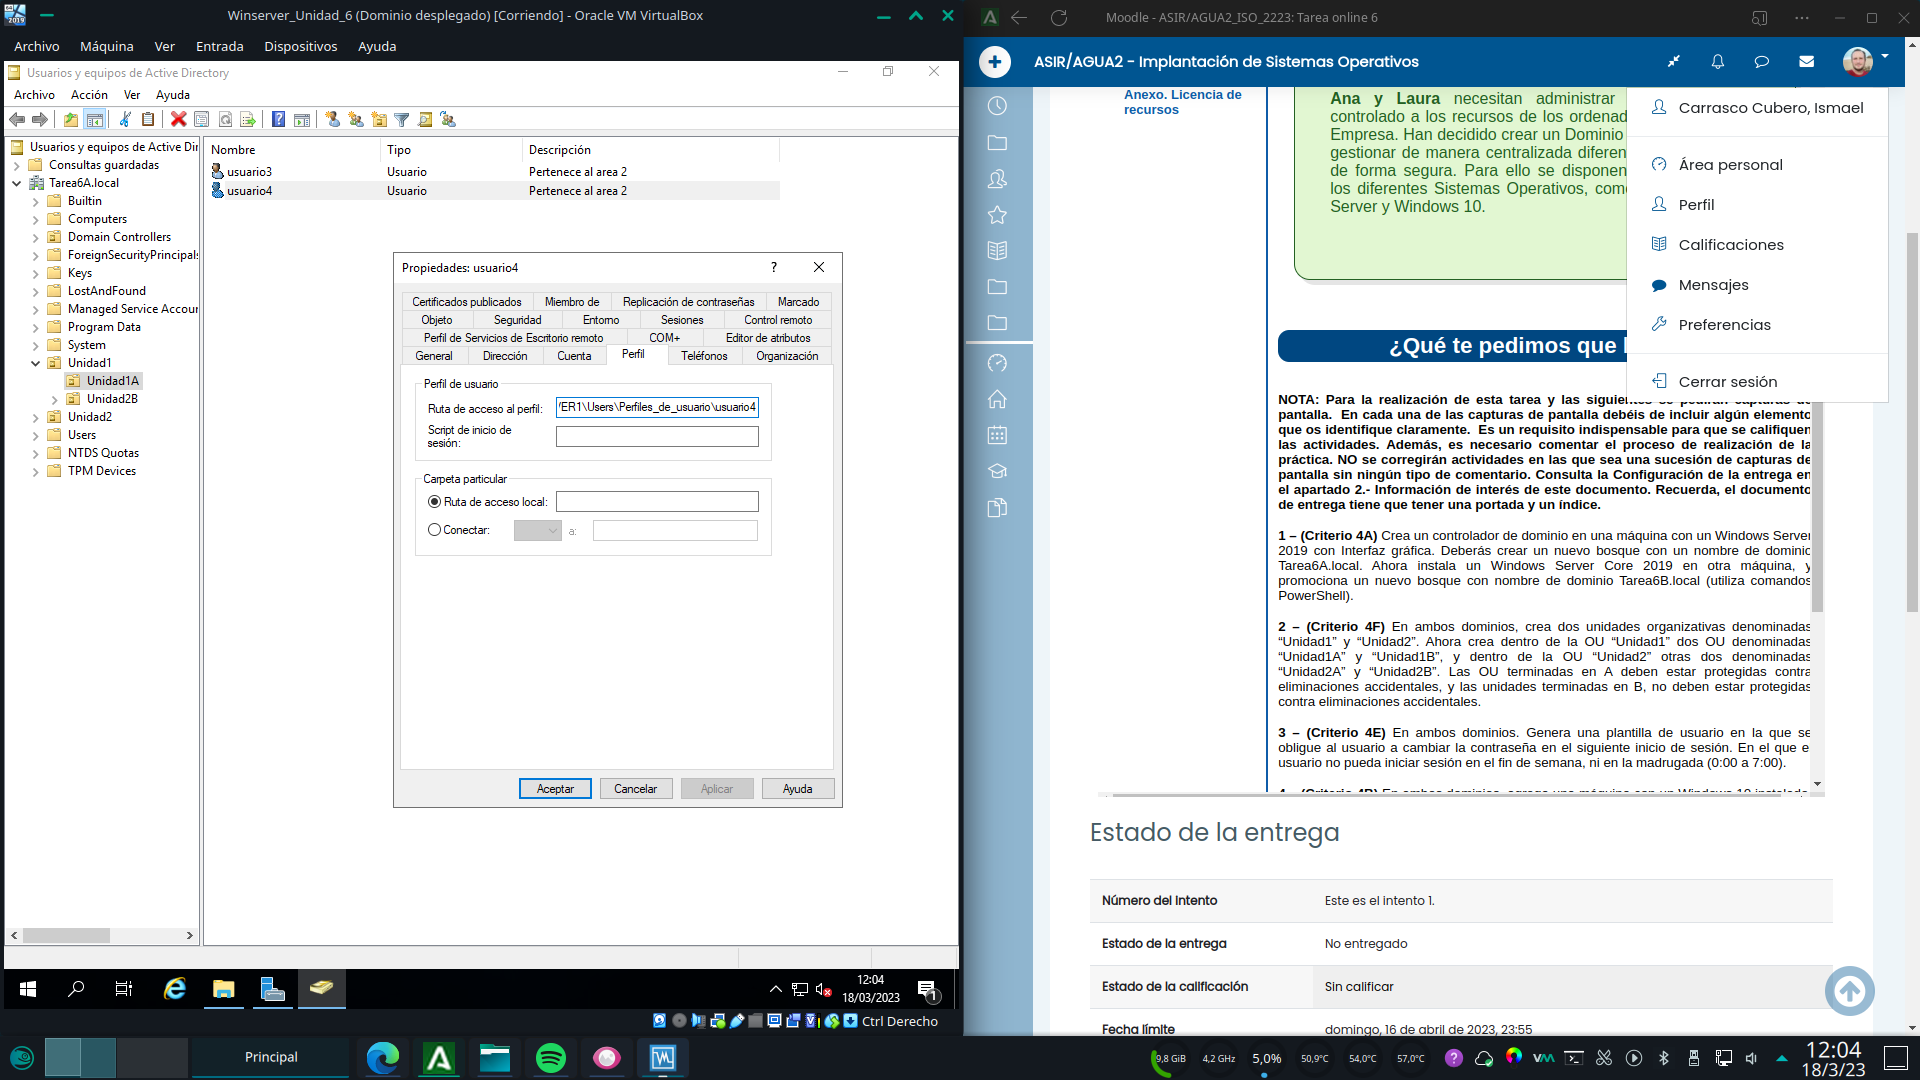 Winserver_Unidad_6 (Dominio desplegado) [Corriendo] - Oracle VM VirtualBox
Archivo Máquina Ver Entrada Dispositivos Ayuda
Usuarios y equipos de Active Directory
Archivo Acción Ver Ayuda
Usuarios y equipos de Active Dir
Consultas guardadas
Tarea6A.local
Builtin
Computers
Domain Controllers
ForeignSecurityPrincipals
Keys
LostAndFound
Managed Service Accour
Program Data
System
Unidad1
Unidad1A
Unidad2B
Unidad2
Users
NTDS Quotas
TPM Devices
Nombre Tipo Descripción
usuario3 Usuario Pertenece al area 2
usuario4 Usuario Pertenece al area 2
Propiedades: usuario4
Certificados publicados Miembro de Replicación de contraseñas Marcado
Objeto Seguridad Entorno Sesiones Control remoto
Perfil de Servicios de Escritorio remoto COM+ Editor de atributos
General Dirección Cuenta Perfil Teléfonos Organización
Perfil de usuario
Ruta de acceso al perfil: ER1\Users\Perfiles_de_usuario\usuario4
Script de inicio de sesión:
Carpeta particular
Ruta de acceso local:
Conectar: a:
Aceptar Cancelar Aplicar Ayuda
12:04
18/03/2023
1
Ctrl Derecho
Principal
Moodle - ASIR/AGUA2_ISO_2223: Tarea online 6
ASIR/AGUA2 - Implantación de Sistemas Operativos
Anexo. Licencia de recursos
Ana y Laura necesitan administrar
controlado a los recursos de los ordenad
Empresa. Han decidido crear un Dominio
gestionar de manera centralizada diferen
de forma segura. Para ello se disponen
los diferentes Sistemas Operativos, como
Server y Windows 10.
Carrasco Cubero, Ismael
Área personal
Perfil
Calificaciones
Mensajes
Preferencias
Cerrar sesión
¿Qué te pedimos que
NOTA: Para la realización de esta tarea y las siguientes se pedirán capturas de
pantalla. En cada una de las capturas de pantalla debéis de incluir algún elemento
que os identifique claramente. Es un requisito indispensable para que se califiquen
las actividades. Además, es necesario comentar el proceso de realización de la
práctica. NO se corregirán actividades en las que sea una sucesión de capturas de
pantalla sin ningún tipo de comentario. Consulta la Configuración de la entrega en
el apartado 2.- Información de interés de este documento. Recuerda, el documento
de entrega tiene que tener una portada y un índice.
1 – (Criterio 4A) Crea un controlador de dominio en una máquina con un Windows Server
2019 con Interfaz gráfica. Deberás crear un nuevo bosque con un nombre de dominio
Tarea6A.local. Ahora instala un Windows Server Core 2019 en otra máquina, y
promociona un nuevo bosque con nombre de dominio Tarea6B.local (utiliza comandos
PowerShell).
2 – (Criterio 4F) En ambos dominios, crea dos unidades organizativas denominadas
“Unidad1” y “Unidad2”. Ahora crea dentro de la OU “Unidad1” dos OU denominadas
“Unidad1A” y “Unidad1B”, y dentro de la OU “Unidad2” otras dos denominadas
“Unidad2A” y “Unidad2B”. Las OU terminadas en A deben estar protegidas contra
eliminaciones accidentales, y las unidades terminadas en B, no deben estar protegidas
contra eliminaciones accidentales.
3 – (Criterio 4E) En ambos dominios. Genera una plantilla de usuario en la que se
obligue al usuario a cambiar la contraseña en el siguiente inicio de sesión. En el que e
usuario no pueda iniciar sesión en el fin de semana, ni en la madrugada (0:00 a 7:00).
Estado de la entrega
Número del Intento Este es el intento 1.
Estado de la entrega No entregado
Estado de la calificación Sin calificar
Fecha límite domingo, 16 de abril de 2023, 23:55
9,8 GiB 4,2 GHz 5,0% 50,9°C 54,0°C 57,0°C
12:04
18/3/23